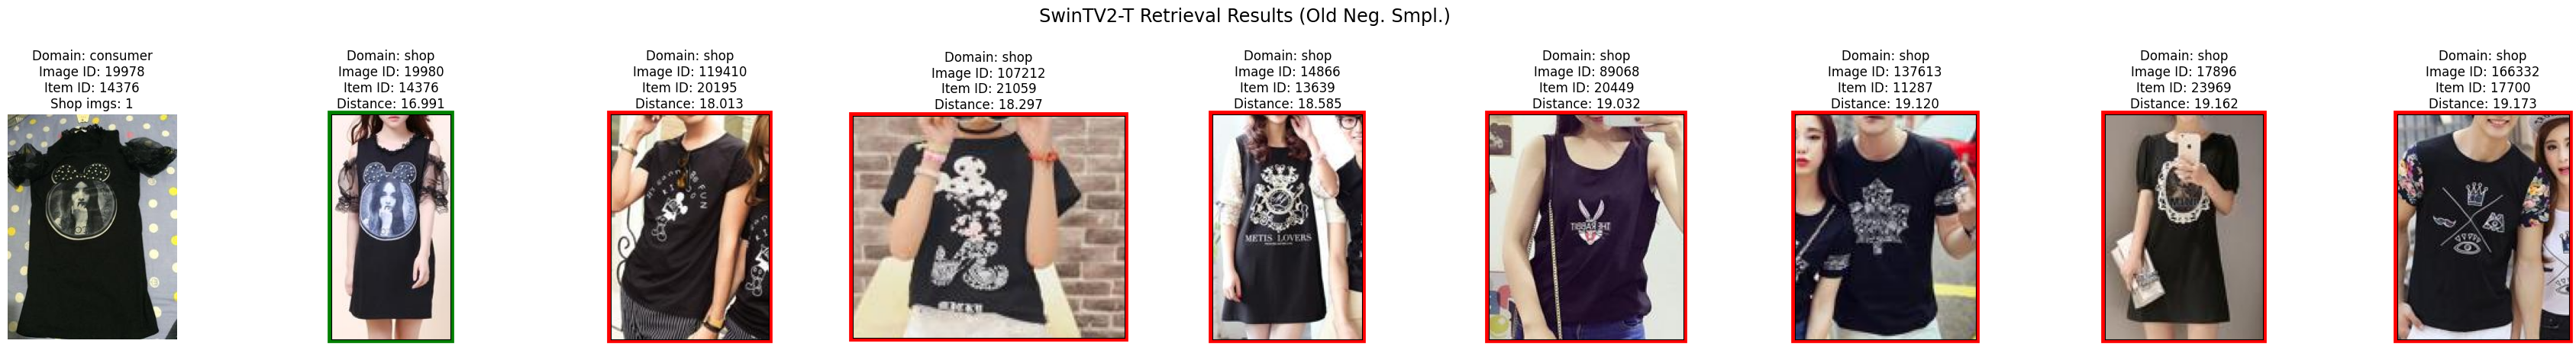 SwinTV2-T Retrieval Results (Old Neg. Smpl.)
Domain: consumer
Image ID: 19978
Item ID: 14376
Shop imgs: 1
Domain: shop
Image ID: 19980
Item ID: 14376
Distance: 16.991
Domain: shop
Image ID: 119410
Item ID: 20195
Distance: 18.013
Domain: shop
Image ID: 107212
Item ID: 21059
Distance: 18.297
Domain: shop
Image ID: 14866
Item ID: 13639
Distance: 18.585
METIS LOVERS
Domain: shop
Image ID: 89068
Item ID: 20449
Distance: 19.032
Domain: shop
Image ID: 137613
Item ID: 11287
Distance: 19.120
Domain: shop
Image ID: 17896
Item ID: 23969
Distance: 19.162
Domain: shop
Image ID: 166332
Item ID: 17700
Distance: 19.173